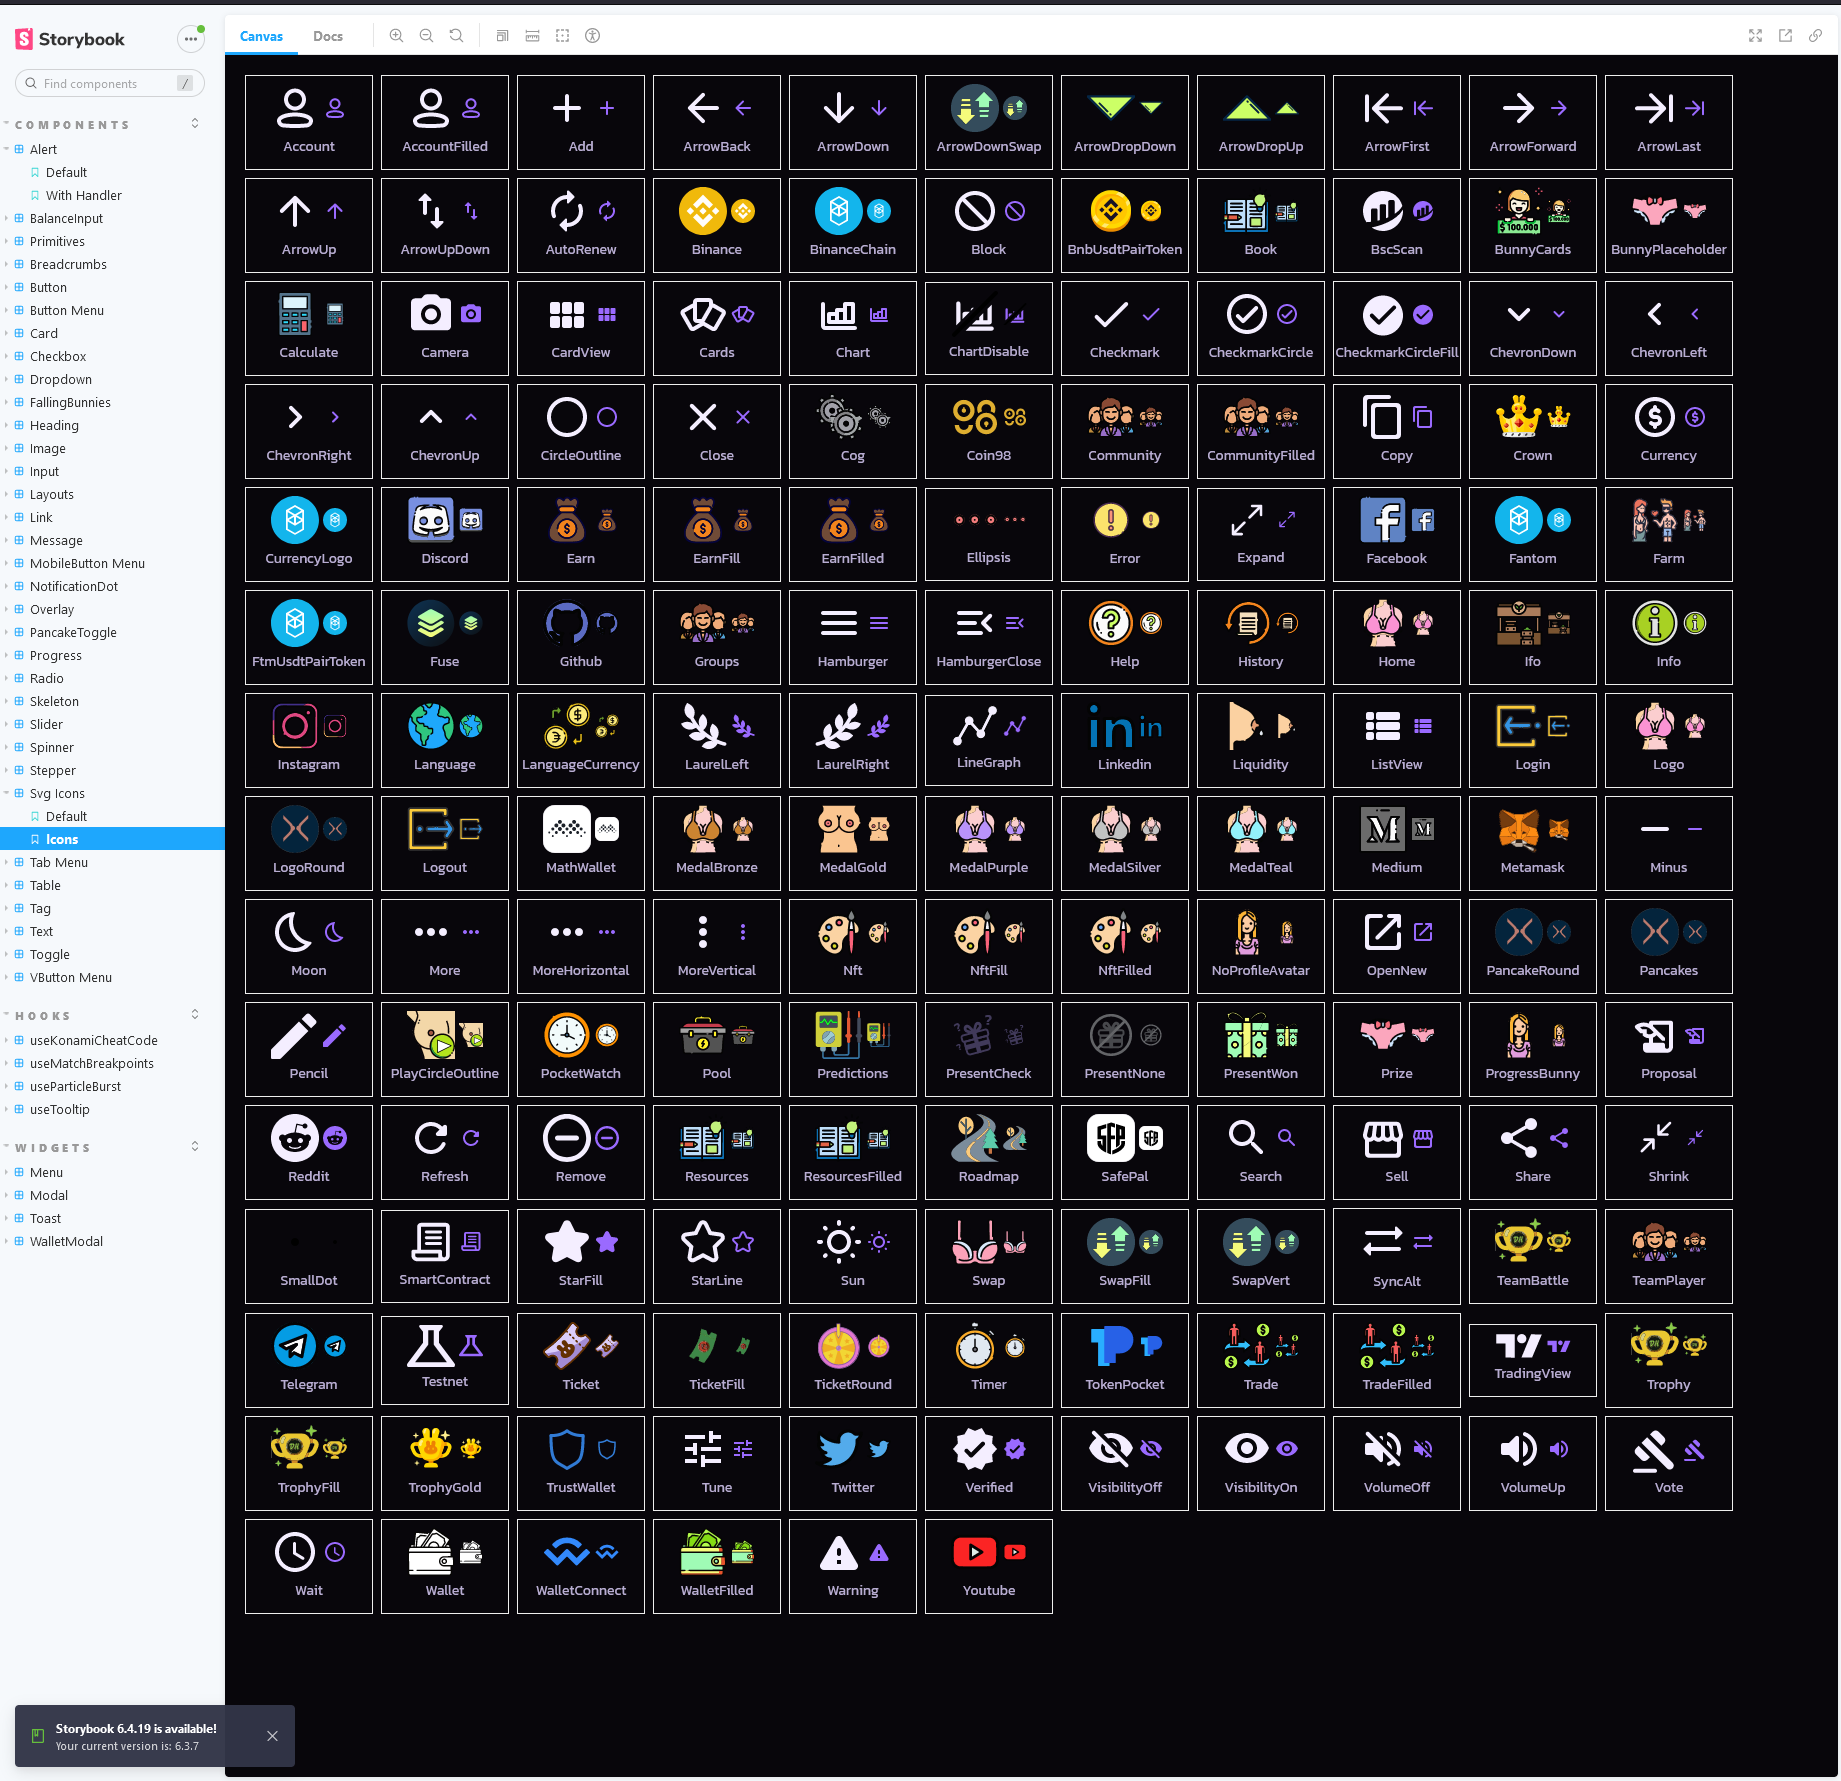 Storybook
Canvas
Docs
Find components
/
COMPONENTS
Alert
Default
With Handler
BalanceInput
Primitives
Breadcrumbs
Button
Button Menu
Card
Checkbox
Dropdown
FallingBunnies
Heading
Image
Input
Layouts
Link
Message
MobileButton Menu
NotificationDot
Overlay
PancakeToggle
Progress
Radio
Skeleton
Slider
Spinner
Stepper
Svg Icons
Default
Icons
Tab Menu
Table
Tag
Text
Toggle
VButton Menu
HOOKS
useKonamiCheatCode
useMatchBreakpoints
useParticleBurst
useTooltip
WIDGETS
Menu
Modal
Toast
WalletModal
Account AccountFilled Add ArrowBack ArrowDown ArrowDownSwap ArrowDropDown ArrowDropUp ArrowFirst ArrowForward ArrowLast
$100.000
ArrowUp ArrowUpDown AutoRenew Binance BinanceChain Block BnbUsdtPairToken Book BscScan BunnyCards BunnyPlaceholder
Calculate Camera CardView Cards Chart ChartDisable Checkmark CheckmarkCircle CheckmarkCircleFill ChevronDown ChevronLeft
98 98
ChevronRight ChevronUp CircleOutline Close Cog Coin98 Community CommunityFilled Copy Crown Currency
CurrencyLogo Discord Earn EarnFill EarnFilled Ellipsis Error Expand Facebook Fantom Farm
FtmUsdtPairToken Fuse Github Groups Hamburger HamburgerClose Help History Home Ifo Info
in in
Instagram Language LanguageCurrency LaurelLeft LaurelRight LineGraph Linkedin Liquidity ListView Login Logo
M M
LogoRound Logout MathWallet MedalBronze MedalGold MedalPurple MedalSilver MedalTeal Medium Metamask Minus
Moon More MoreHorizontal MoreVertical Nft NftFill NftFilled NoProfileAvatar OpenNew PancakeRound Pancakes
Pencil PlayCircleOutline PocketWatch Pool Predictions PresentCheck PresentNone PresentWon Prize ProgressBunny Proposal
Reddit Refresh Remove Resources ResourcesFilled Roadmap SafePal Search Sell Share Shrink
SmallDot SmartContract StarFill StarLine Sun Swap SwapFill SwapVert SyncAlt TeamBattle TeamPlayer
Telegram Testnet Ticket TicketFill TicketRound Timer TokenPocket Trade TradeFilled TradingView Trophy
TrophyFill TrophyGold TrustWallet Tune Twitter Verified VisibilityOff VisibilityOn VolumeOff VolumeUp Vote
Wait Wallet WalletConnect WalletFilled Warning Youtube
Storybook 6.4.19 is available!
Your current version is: 6.3.7